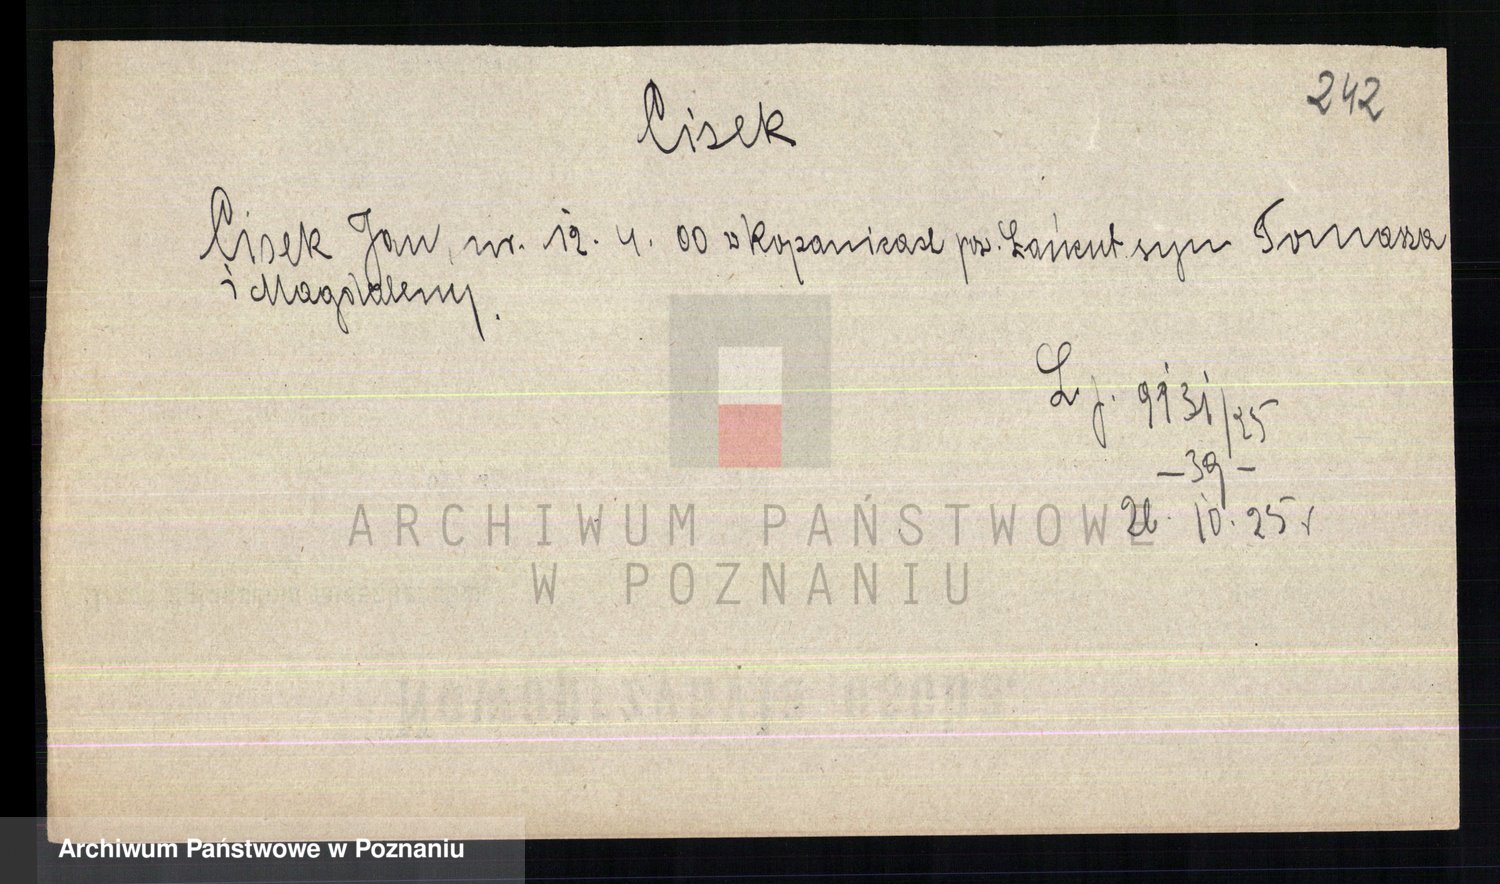 242
Cisek
Cisek Jan, ur. 12. 4. 00 w Kopanicach pow. Łańcut syn Tomasza
i Magdaleny.
L j. 9931/25
– 39 –
26. 10. 25 r
ARCHIWUM PAŃSTWOWE
W POZNANIU
Archiwum Państwowe w Poznaniu